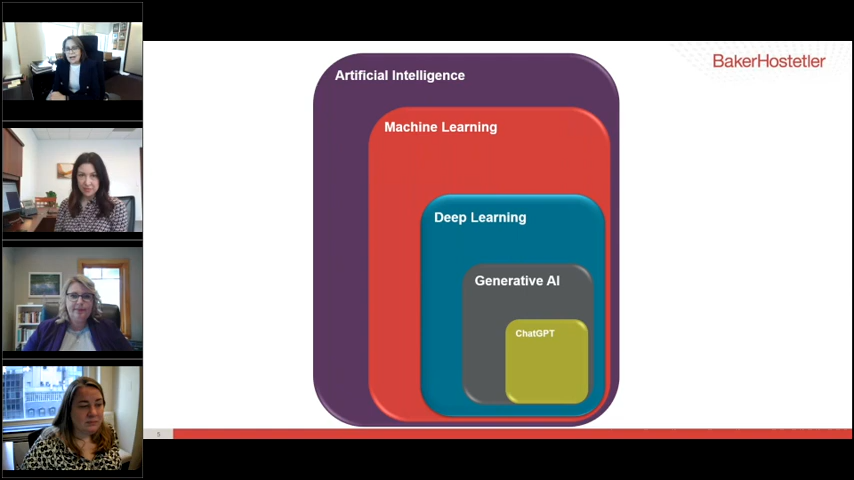 BakerHostetler
Artificial Intelligence
Machine Learning
Deep Learning
Generative AI
ChatGPT